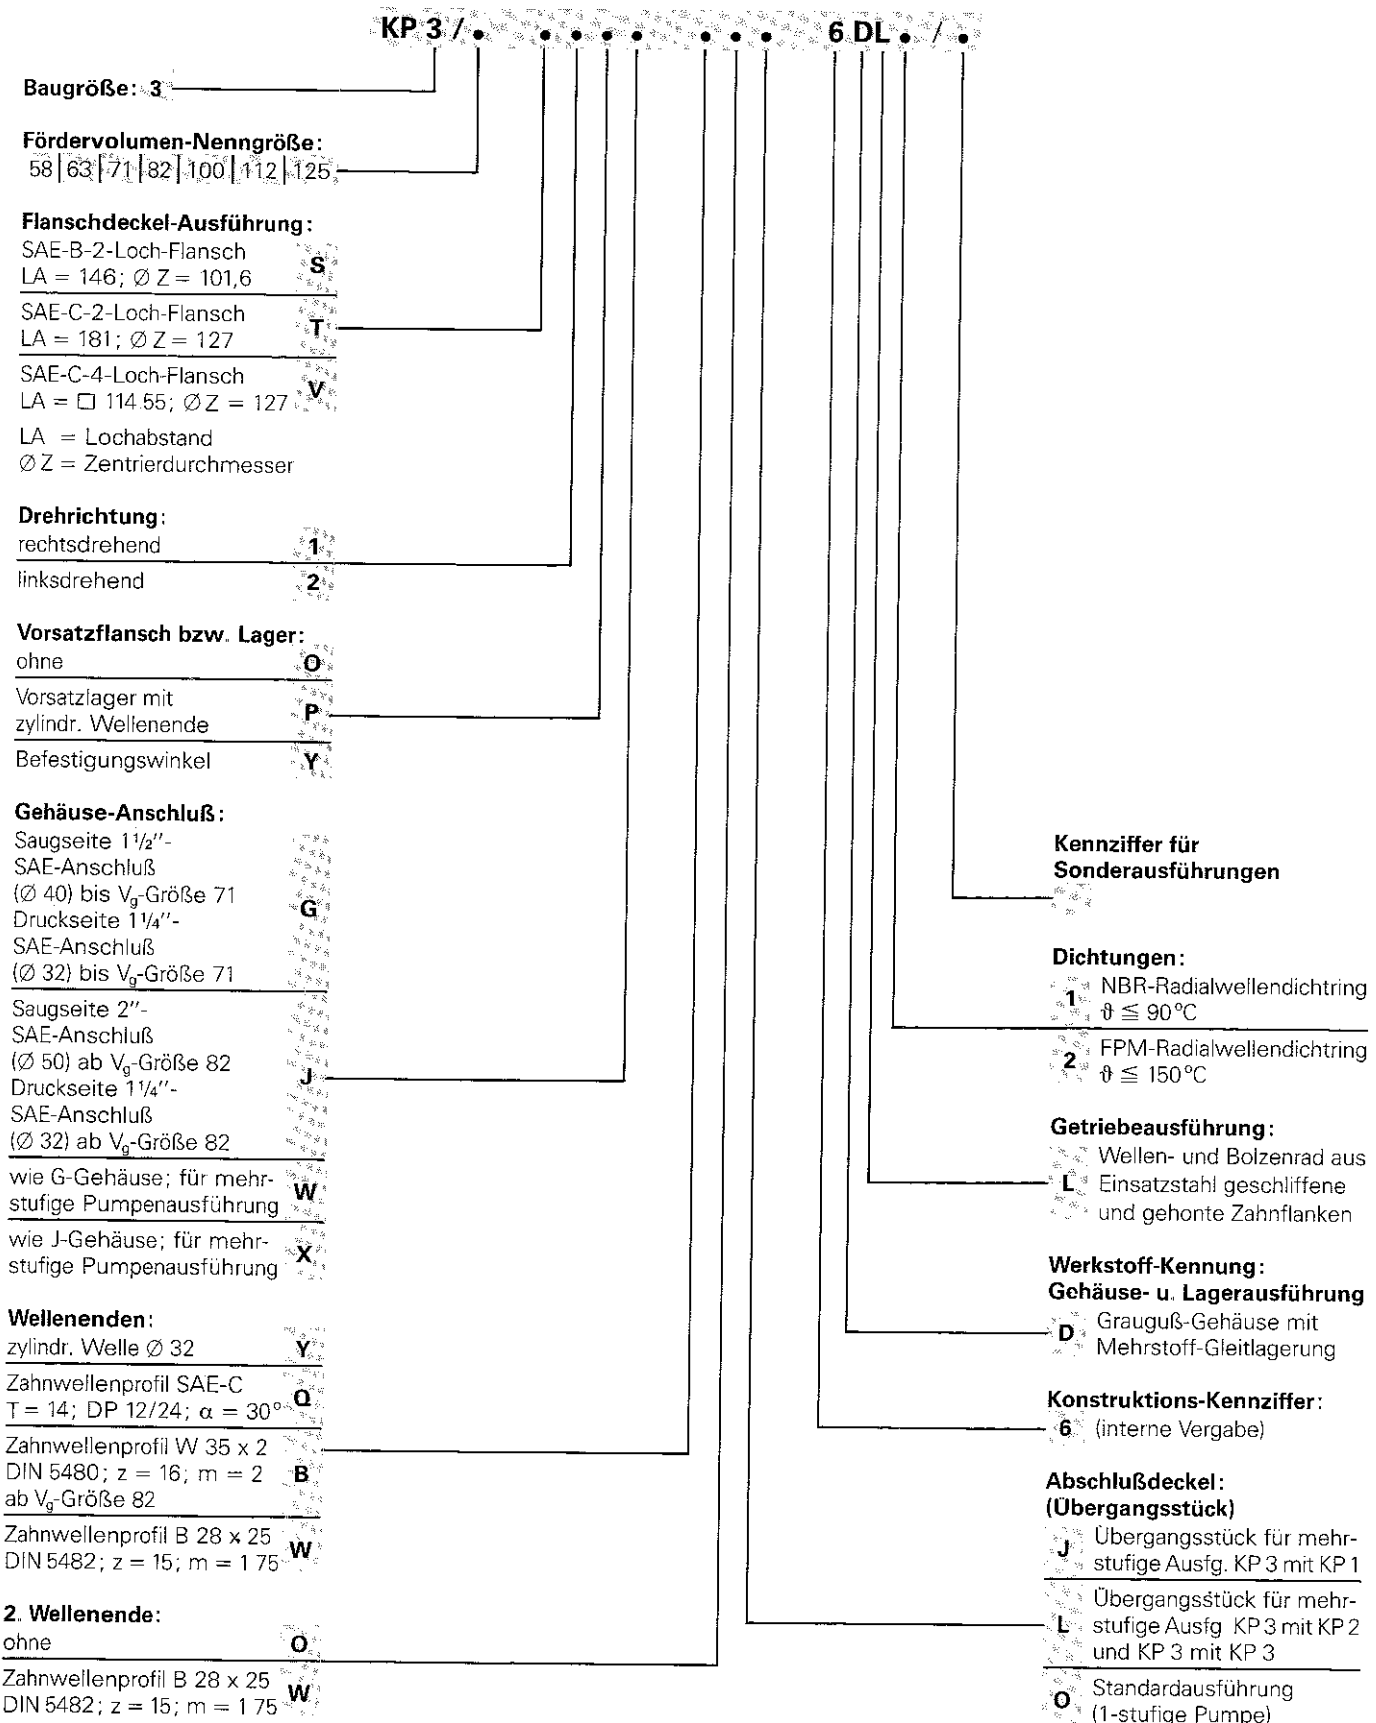 KP 3 / . . . . . . . . 6 DL . / .
Baugröße: 3
Fördervolumen-Nenngröße:
58 | 63 | 71 | 82 | 100 | 112 | 125
Flanschdeckel-Ausführung:
SAE-B-2-Loch-Flansch
LA = 146; Ø Z = 101,6
S
SAE-C-2-Loch-Flansch
LA = 181; Ø Z = 127
T
SAE-C-4-Loch-Flansch
LA = □ 114.55; Ø Z = 127
V
LA = Lochabstand
Ø Z = Zentrierdurchmesser
Drehrichtung:
rechtsdrehend 1
linksdrehend 2
Vorsatzflansch bzw. Lager:
ohne O
Vorsatzlager mit
zylindr. Wellenende
P
Befestigungswinkel Y
Gehäuse-Anschluß:
Saugseite 1 1/2"-
SAE-Anschluß
(Ø 40) bis Vg-Größe 71
Druckseite 1 1/4"-
SAE-Anschluß
(Ø 32) bis Vg-Größe 71
G
Saugseite 2"-
SAE-Anschluß
(Ø 50) ab Vg-Größe 82
Druckseite 1 1/4"-
SAE-Anschluß
(Ø 32) ab Vg-Größe 82
J
wie G-Gehäuse; für mehr-
stufige Pumpenausführung
W
wie J-Gehäuse; für mehr-
stufige Pumpenausführung
X
Wellenenden:
zylindr. Welle Ø 32 Y
Zahnwellenprofil SAE-C
T = 14; DP 12/24; α = 30°
Q
Zahnwellenprofil W 35 x 2
DIN 5480; z = 16; m = 2
ab Vg-Größe 82
B
Zahnwellenprofil B 28 x 25
DIN 5482; z = 15; m = 1 75
W
2. Wellenende:
ohne O
Zahnwellenprofil B 28 x 25
DIN 5482; z = 15; m = 1 75
W
Kennziffer für
Sonderausführungen
Dichtungen:
1
NBR-Radialwellendichtring
ϑ ≦ 90°C
2
FPM-Radialwellendichtring
ϑ ≦ 150°C
Getriebeausführung:
L
Wellen- und Bolzenrad aus
Einsatzstahl geschliffene
und gehonte Zahnflanken
Werkstoff-Kennung:
Gehäuse- u. Lagerausführung
D
Grauguß-Gehäuse mit
Mehrstoff-Gleitlagerung
Konstruktions-Kennziffer:
6 (interne Vergabe)
Abschlußdeckel:
(Übergangsstück)
J
Übergangsstück für mehr-
stufige Ausfg. KP 3 mit KP 1
L
Übergangsstück für mehr-
stufige Ausfg KP 3 mit KP 2
und KP 3 mit KP 3
O
Standardausführung
(1-stufige Pumpe)